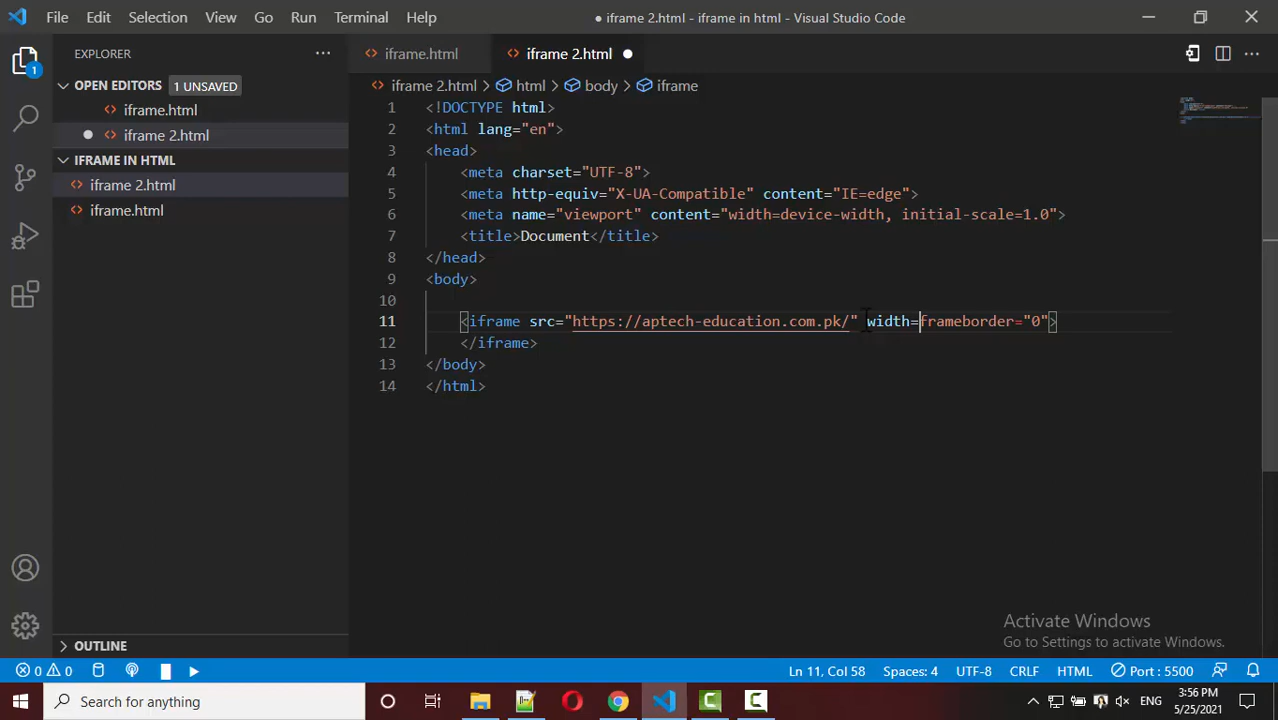 File Edit Selection View Go Run Terminal Help ● iframe 2.html - iframe in html - Visual Studio Code
EXPLORER
OPEN EDITORS 1 UNSAVED
iframe.html
iframe 2.html
IFRAME IN HTML
iframe 2.html
iframe.html
OUTLINE
1
iframe.html iframe 2.html
iframe 2.html > html > body > iframe
1 <!DOCTYPE html>
2 <html lang="en">
3 <head>
4 <meta charset="UTF-8">
5 <meta http-equiv="X-UA-Compatible" content="IE=edge">
6 <meta name="viewport" content="width=device-width, initial-scale=1.0">
7 <title>Document</title>
8 </head>
9 <body>
10
11 <iframe src="https://aptech-education.com.pk/" width=frameborder="0">
12 </iframe>
13 </body>
14 </html>
Activate Windows
Go to Settings to activate Windows.
0 0 Ln 11, Col 58 Spaces: 4 UTF-8 CRLF HTML Port : 5500
Search for anything ENG 3:56 PM
5/25/2021